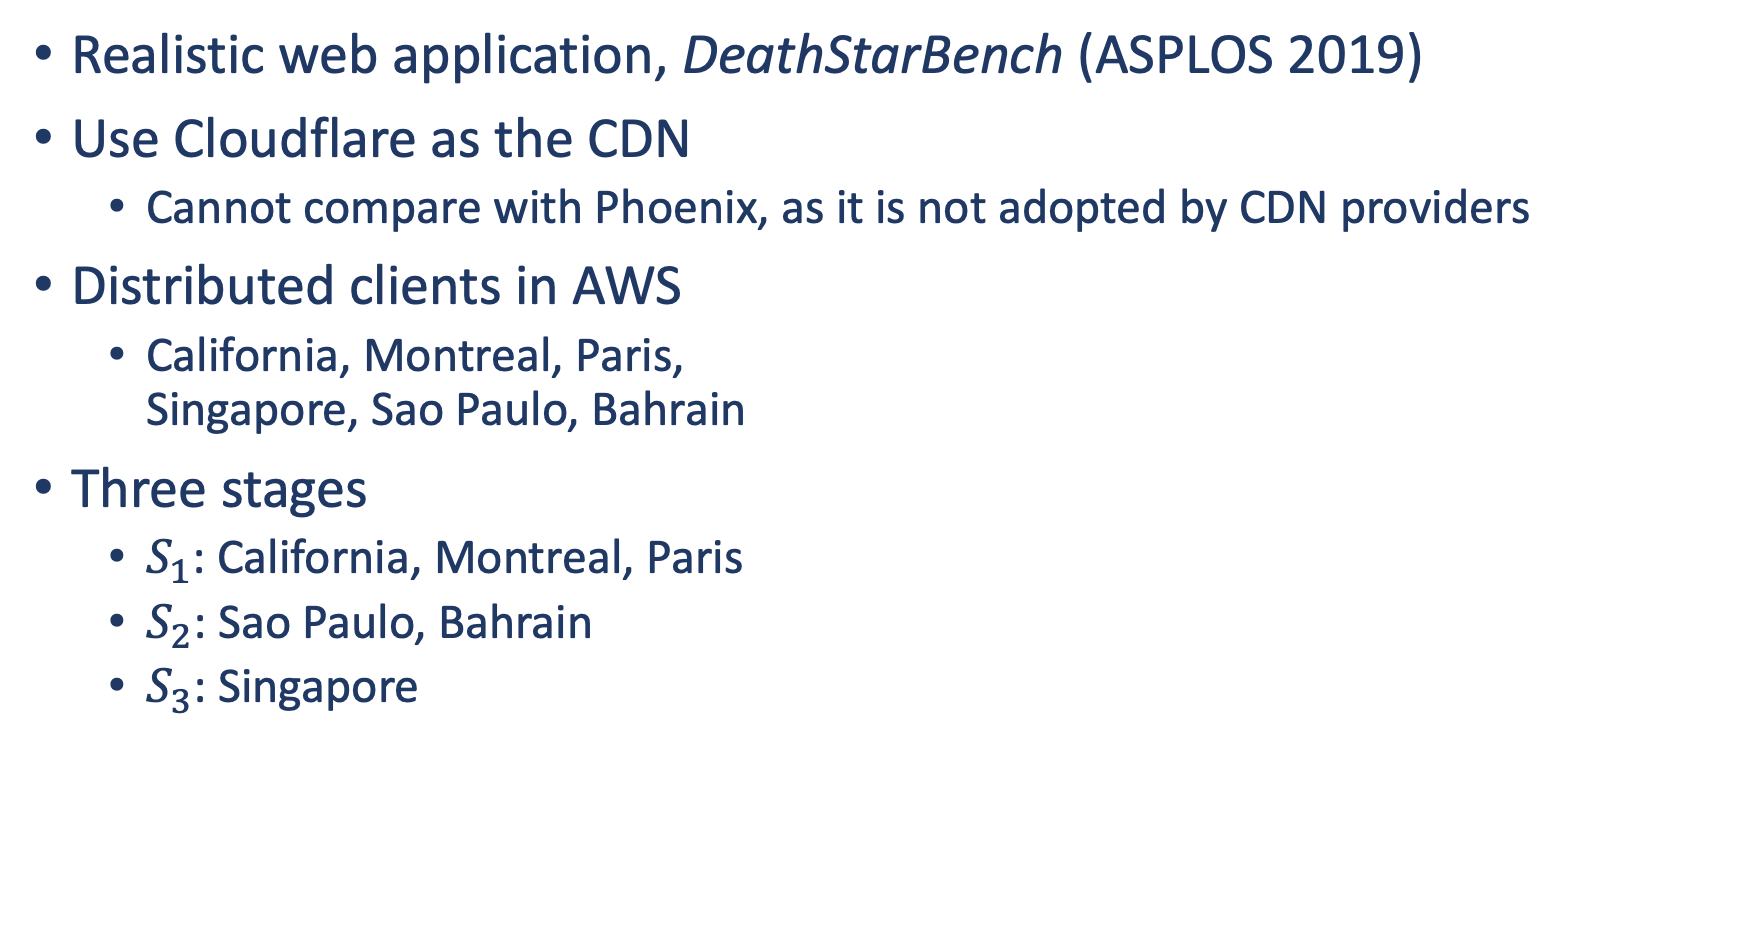 • Realistic web application, DeathStarBench (ASPLOS 2019)
• Use Cloudflare as the CDN
• Cannot compare with Phoenix, as it is not adopted by CDN providers
• Distributed clients in AWS
• California, Montreal, Paris,
Singapore, Sao Paulo, Bahrain
• Three stages
• S₁: California, Montreal, Paris
• S₂: Sao Paulo, Bahrain
• S₃: Singapore